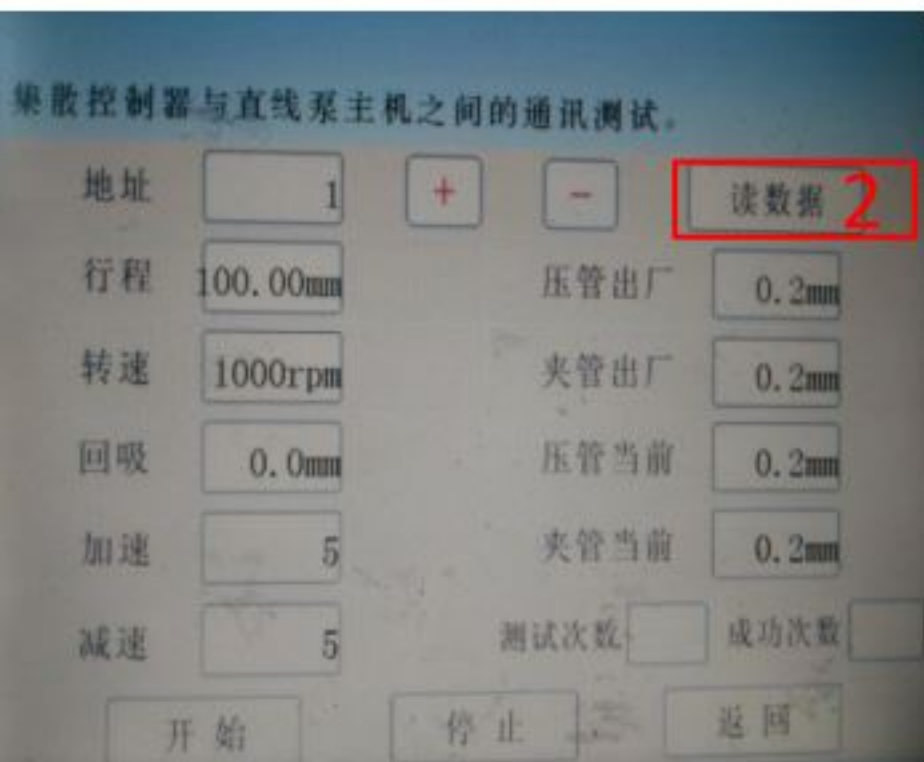 集散控制器与直线泵主机之间的通讯测试。
地址 1 + - 读数据 2
行程 100.00mm 压管出厂 0.2mm
转速 1000rpm 夹管出厂 0.2mm
回吸 0.0mm 压管当前 0.2mm
加速 5 夹管当前 0.2mm
减速 5 测试次数 成功次数
开始 停止 返回